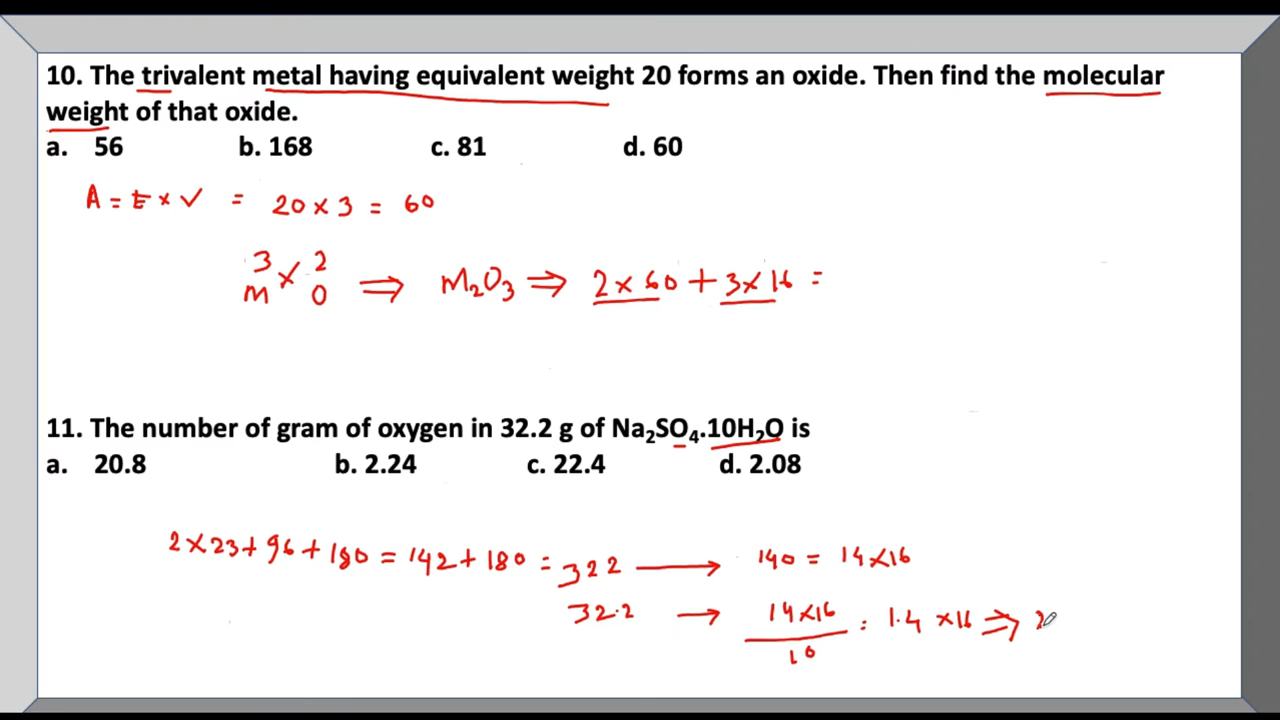 10. The trivalent metal having equivalent weight 20 forms an oxide. Then find the molecular
weight of that oxide.
a. 56 b. 168 c. 81 d. 60
A = E × V = 20 × 3 = 60
3 × 2
M O ⇒ M₂O₃ ⇒ 2 × 60 + 3 × 16 =
11. The number of gram of oxygen in 32.2 g of Na₂SO₄.10H₂O is
a. 20.8 b. 2.24 c. 22.4 d. 2.08
2 × 23 + 96 + 180 = 142 + 180 = 322 → 140 = 14 × 16
32.2 → 14 × 16 = 1.4 × 16 ⇒
10